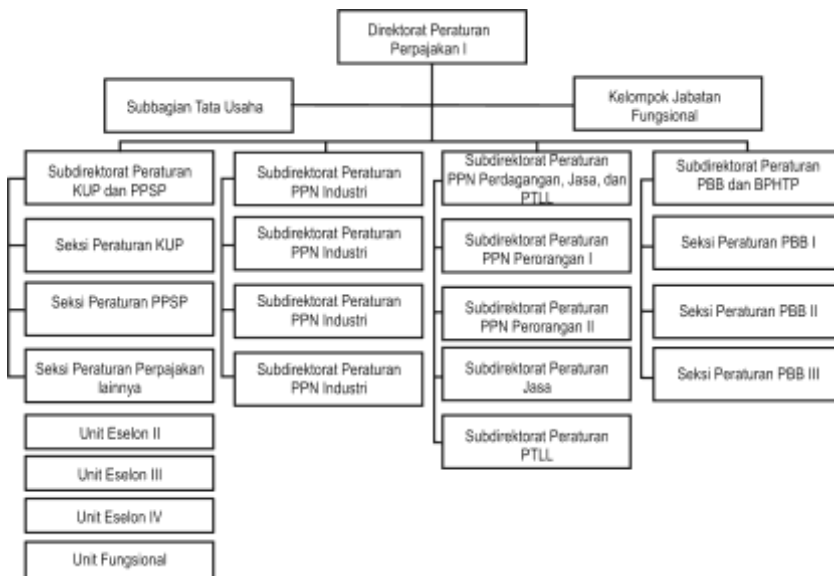 Direktorat Peraturan
Perpajakan I
Subbagian Tata Usaha
Kelompok Jabatan
Fungsional
Subdirektorat Peraturan
KUP dan PPSP
Seksi Peraturan KUP
Seksi Peraturan PPSP
Seksi Peraturan Perpajakan
lainnya
Unit Eselon II
Unit Eselon III
Unit Eselon IV
Unit Fungsional
Subdirektorat Peraturan
PPN Industri
Subdirektorat Peraturan
PPN Industri
Subdirektorat Peraturan
PPN Industri
Subdirektorat Peraturan
PPN Industri
Subdirektorat Peraturan
PPN Perdagangan, Jasa, dan
PTLL
Subdirektorat Peraturan
PPN Perorangan I
Subdirektorat Peraturan
PPN Perorangan II
Subdirektorat Peraturan
Jasa
Subdirektorat Peraturan
PTLL
Subdirektorat Peraturan
PBB dan BPHTP
Seksi Peraturan PBB I
Seksi Peraturan PBB II
Seksi Peraturan PBB III